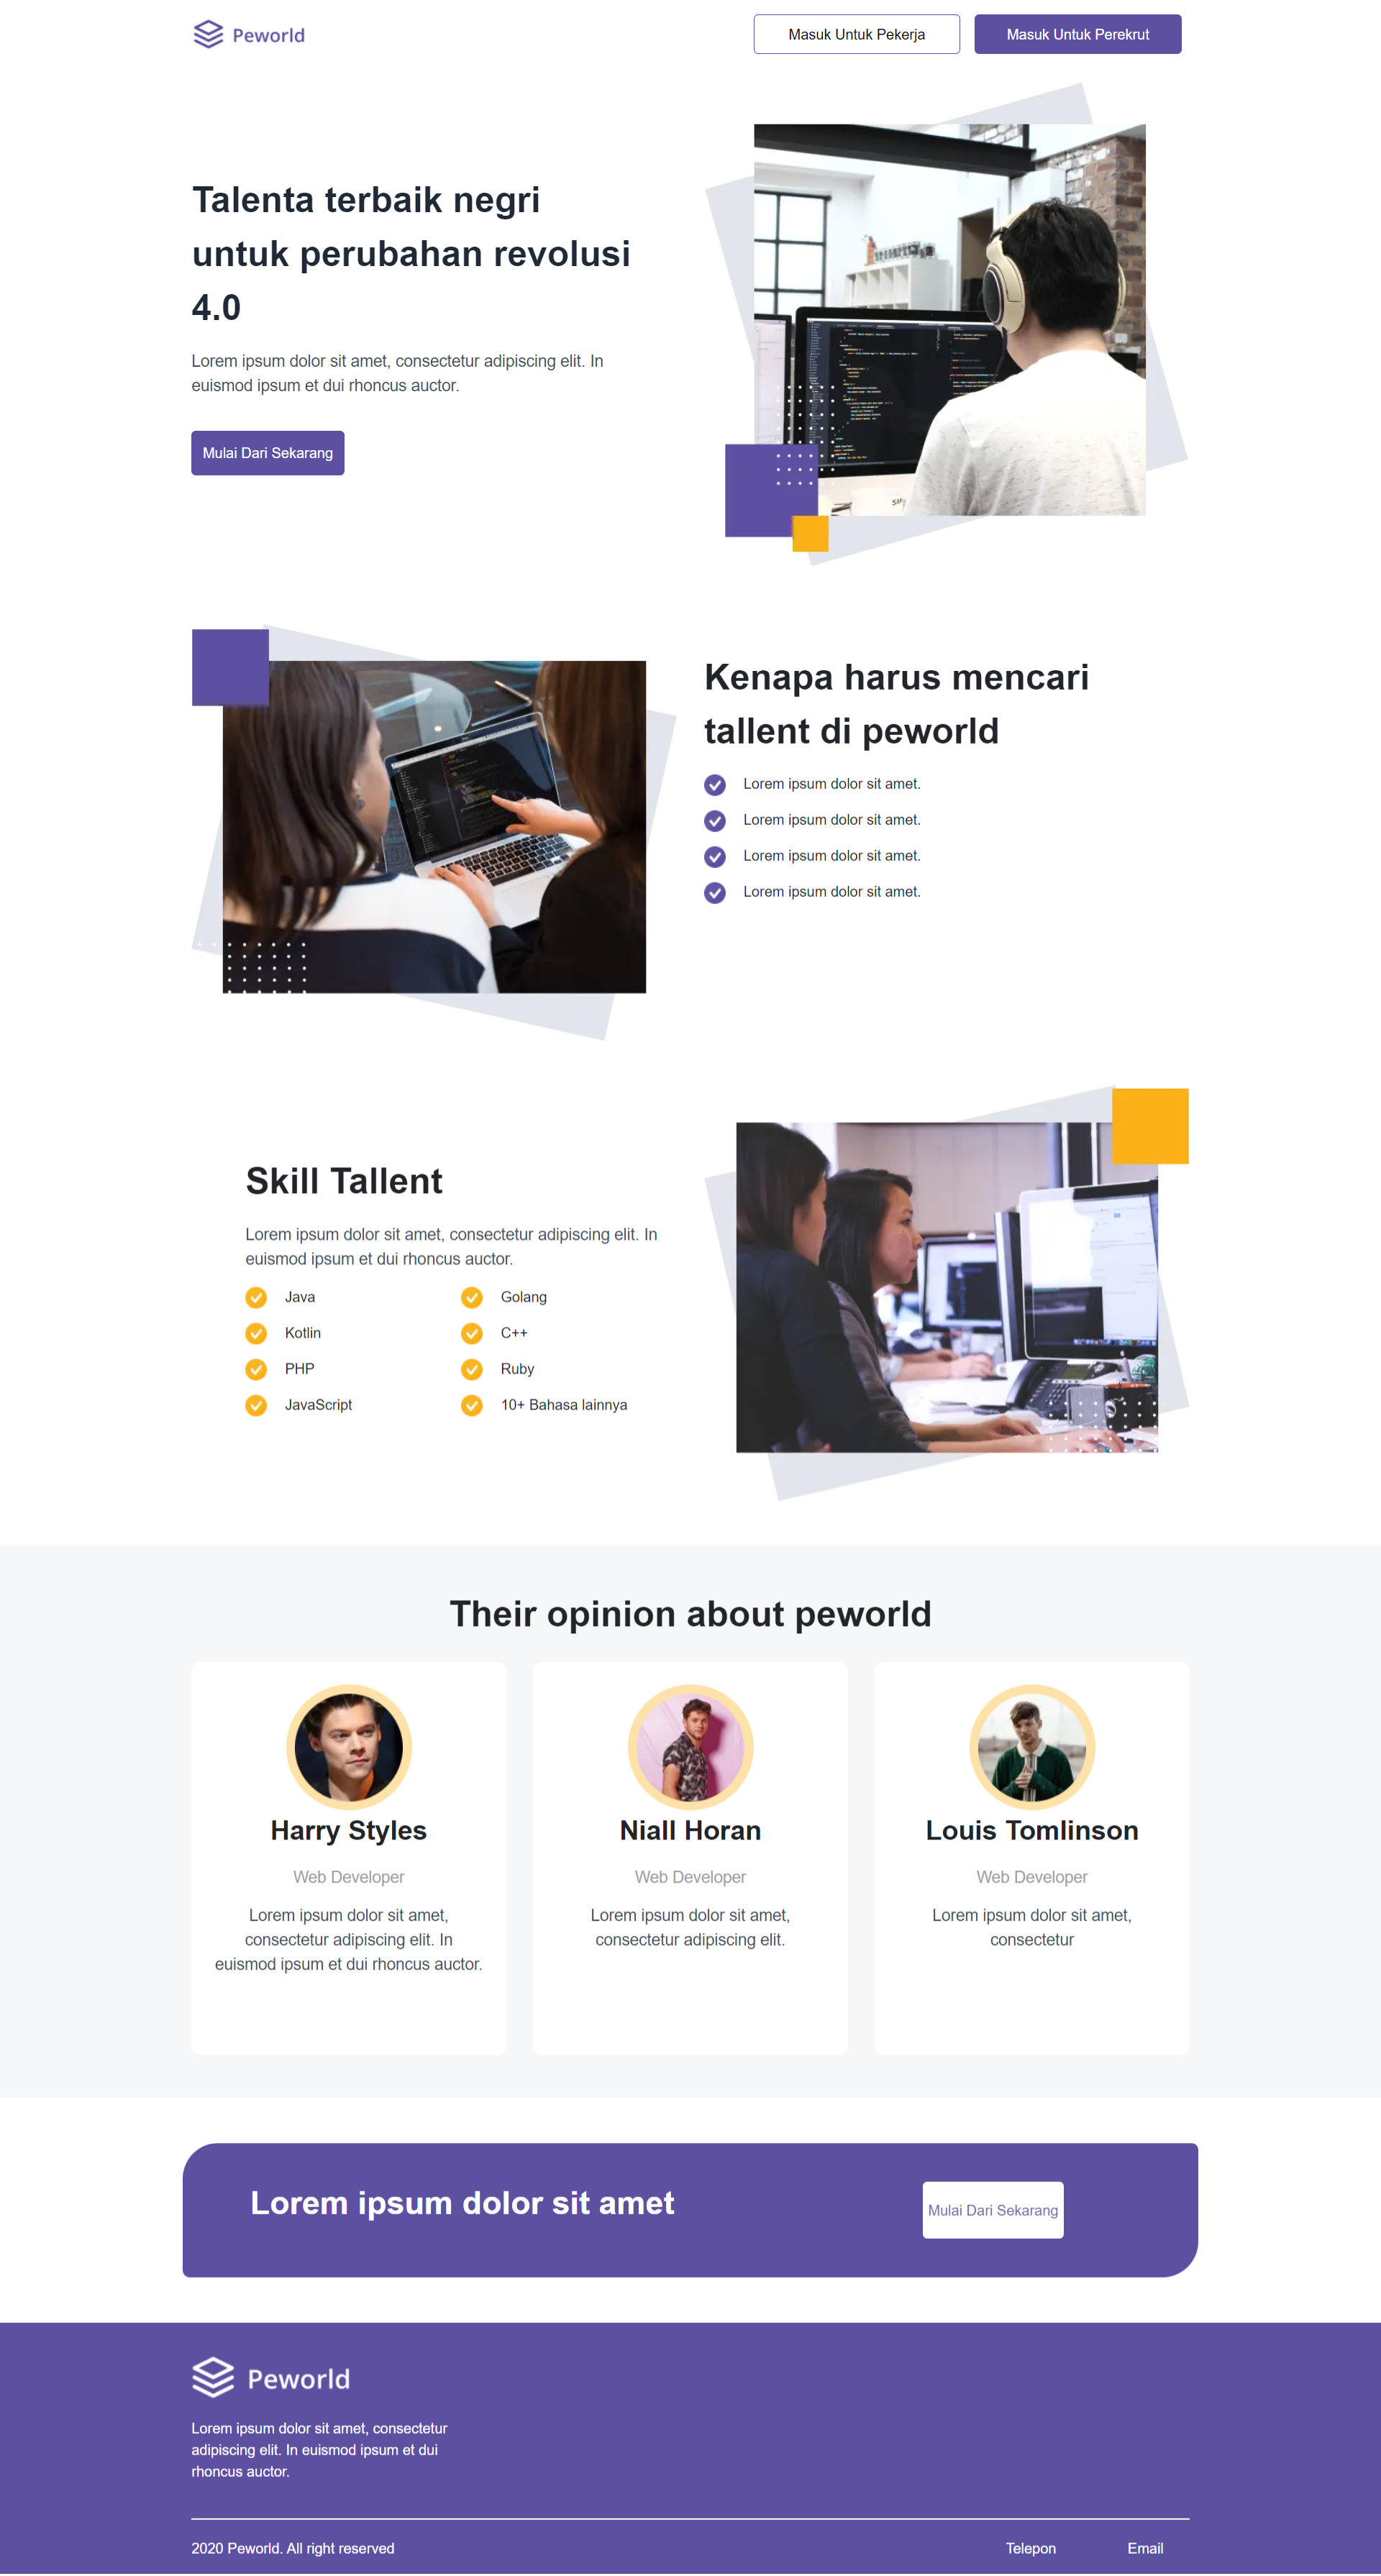 Peworld
Masuk Untuk Pekerja
Masuk Untuk Perekrut
Talenta terbaik negri
untuk perubahan revolusi
4.0
Lorem ipsum dolor sit amet, consectetur adipiscing elit. In
euismod ipsum et dui rhoncus auctor.
Mulai Dari Sekarang
Kenapa harus mencari
tallent di peworld
Lorem ipsum dolor sit amet.
Lorem ipsum dolor sit amet.
Lorem ipsum dolor sit amet.
Lorem ipsum dolor sit amet.
Skill Tallent
Lorem ipsum dolor sit amet, consectetur adipiscing elit. In
euismod ipsum et dui rhoncus auctor.
Java
Golang
Kotlin
C++
PHP
Ruby
JavaScript
10+ Bahasa lainnya
Their opinion about peworld
Harry Styles
Web Developer
Lorem ipsum dolor sit amet,
consectetur adipiscing elit. In
euismod ipsum et dui rhoncus auctor.
Niall Horan
Web Developer
Lorem ipsum dolor sit amet,
consectetur adipiscing elit.
Louis Tomlinson
Web Developer
Lorem ipsum dolor sit amet,
consectetur
Lorem ipsum dolor sit amet
Mulai Dari Sekarang
Peworld
Lorem ipsum dolor sit amet, consectetur
adipiscing elit. In euismod ipsum et dui
rhoncus auctor.
2020 Peworld. All right reserved
Telepon
Email